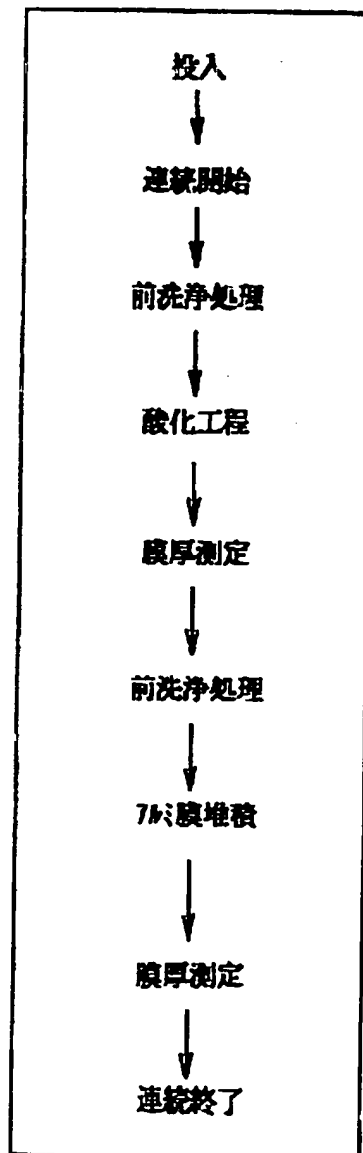 投入
連続開始
前洗浄処理
酸化工程
膜厚測定
前洗浄処理
ｱﾙﾐ膜堆積
膜厚測定
連続終了